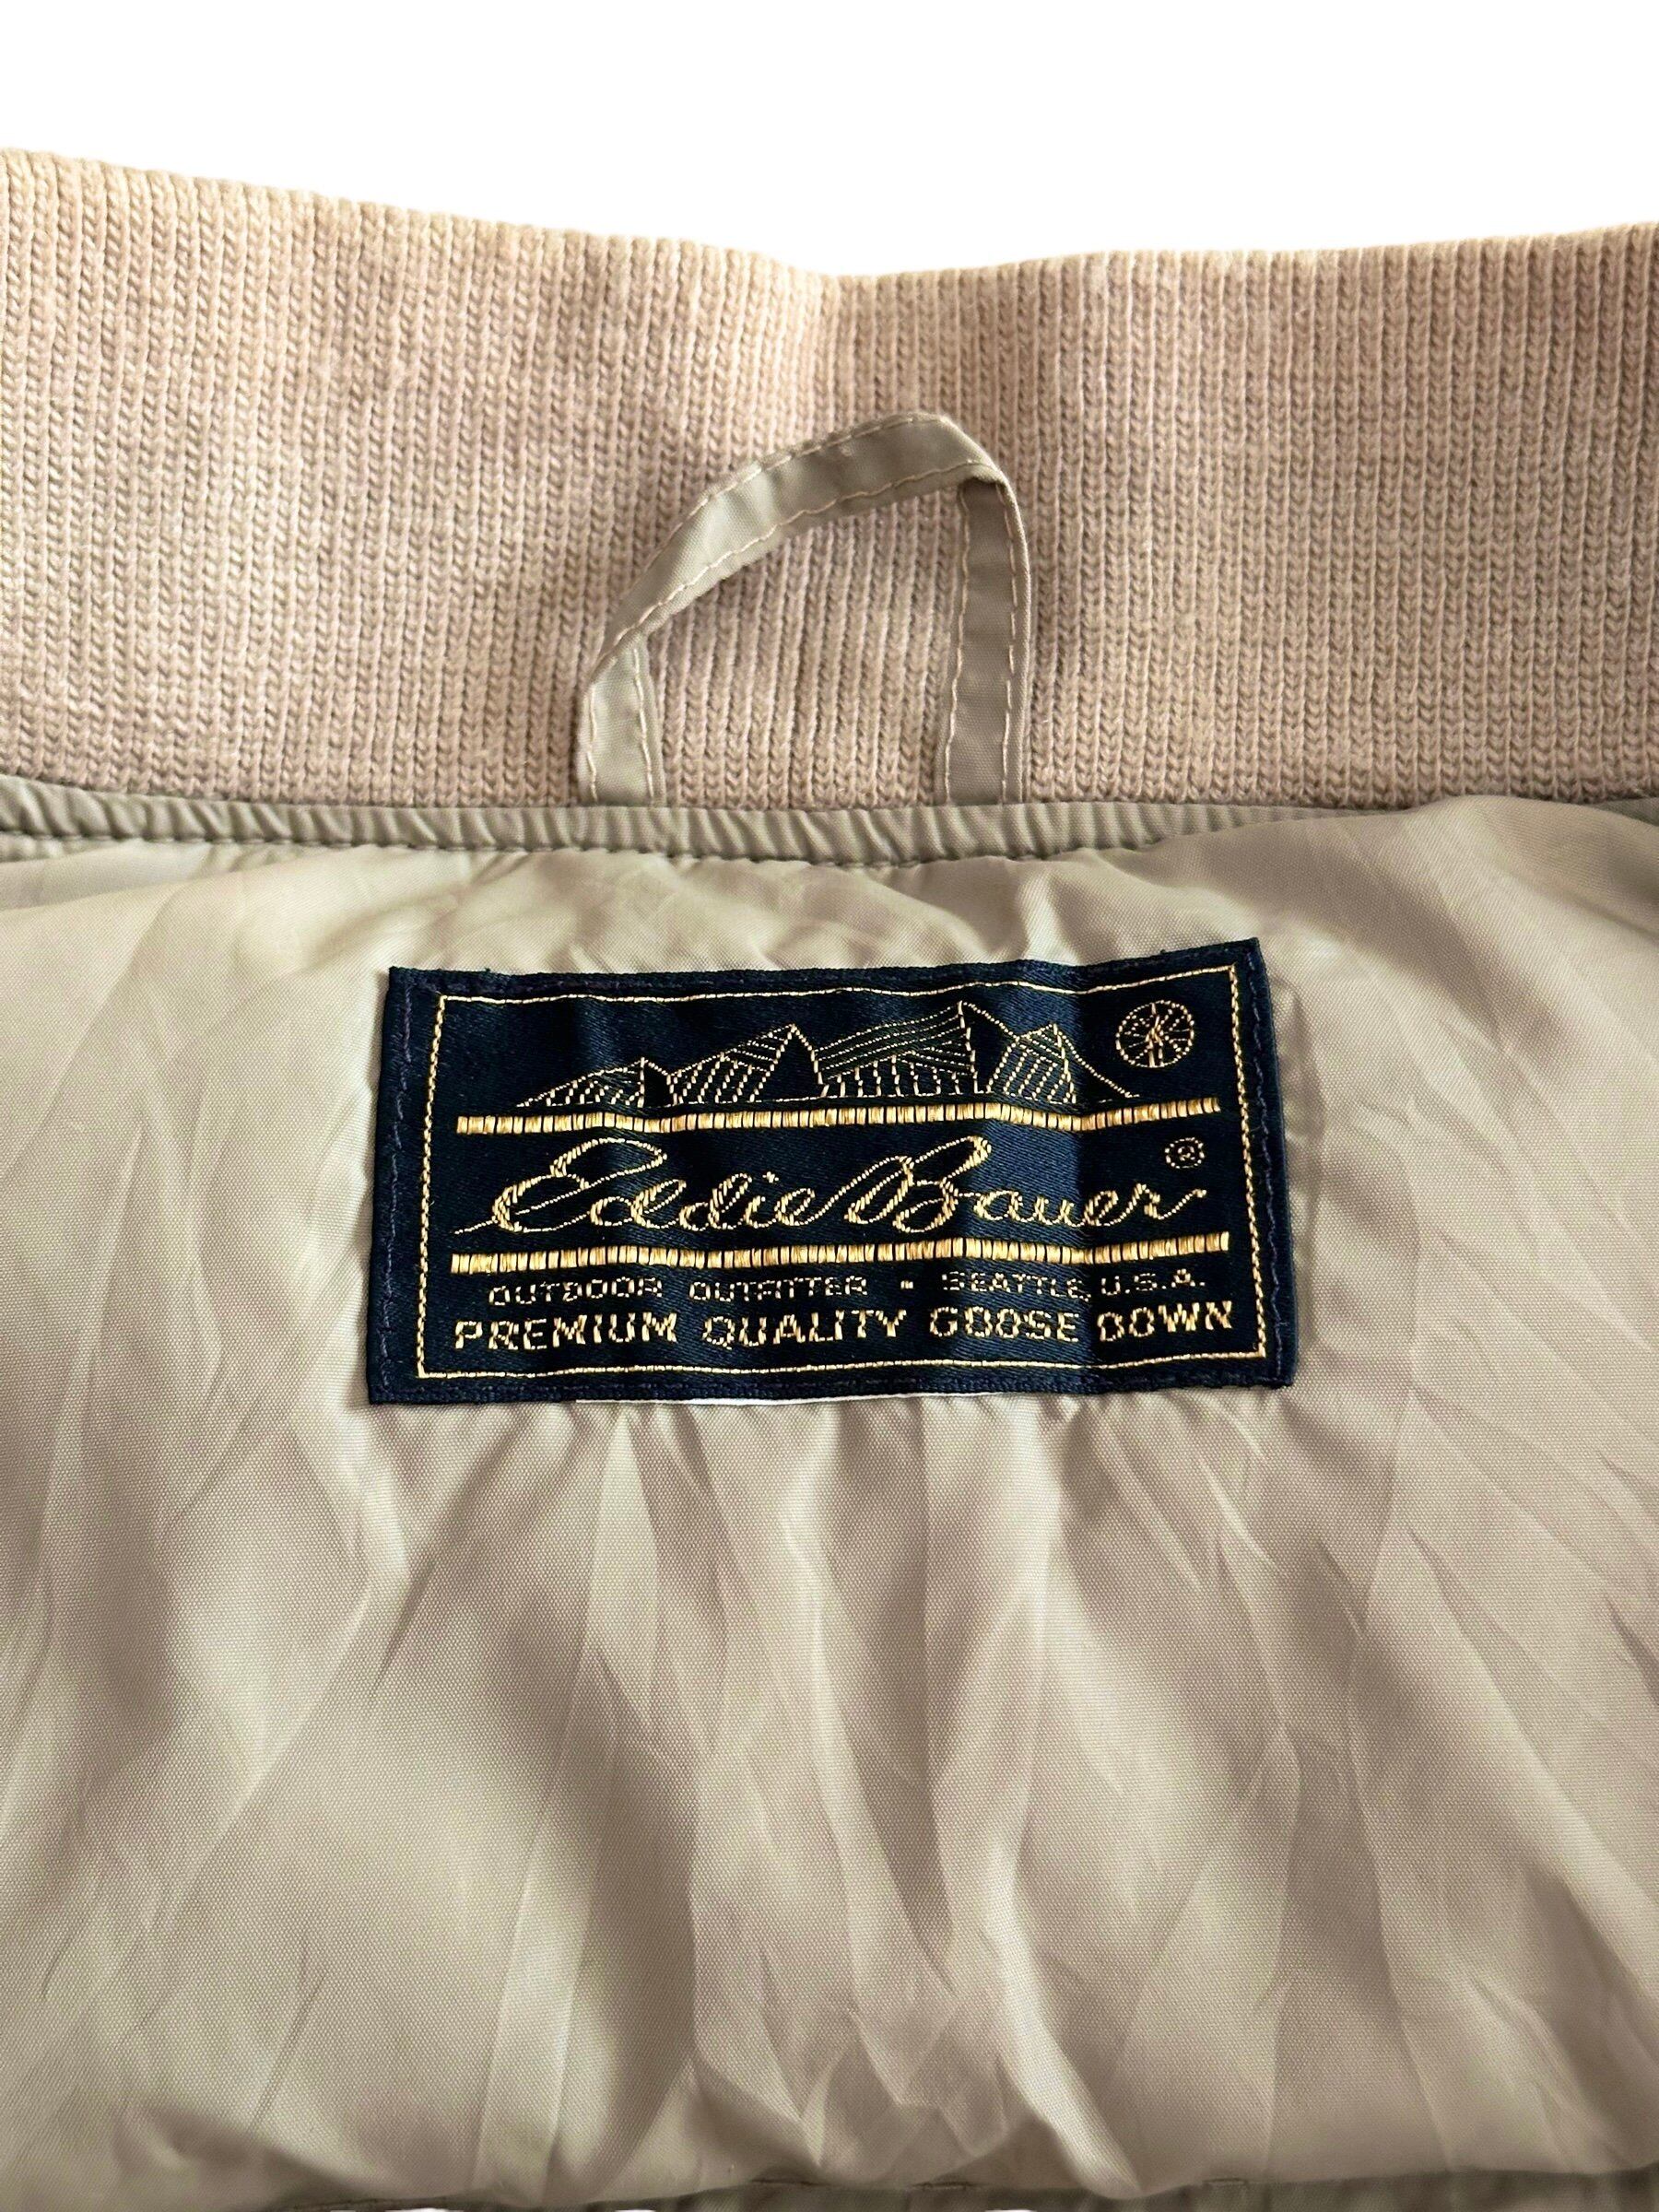 Eddie Bauer ®
OUTDOOR OUTFITTER • SEATTLE, U.S.A.
PREMIUM QUALITY GOOSE DOWN